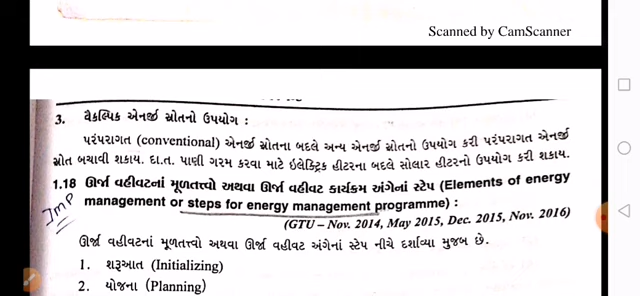 Scanned by CamScanner
3. વૈકલ્પિક એનર્જી સ્રોતનો ઉપયોગ :
પરંપરાગત (conventional) એનર્જી સ્રોતના બદલે અન્ય એનર્જી સ્રોતનો ઉપયોગ કરી પરંપરાગત એનર્જી
સ્રોત બચાવી શકાય. દા.ત. પાણી ગરમ કરવા માટે ઇલેક્ટ્રિક હીટરના બદલે સોલાર હીટરનો ઉપયોગ કરી શકાય.
1.18 ઊર્જા વહીવટનાં મૂળતત્ત્વો અથવા ઊર્જા વહીવટ કાર્યક્રમ અંગેનાં સ્ટેપ (Elements of energy
Imp management or steps for energy management programme) :
(GTU – Nov. 2014, May 2015, Dec. 2015, Nov. 2016)
ઊર્જા વહીવટનાં મૂળતત્ત્વો અથવા ઊર્જા વહીવટ અંગેનાં સ્ટેપ નીચે દર્શાવ્યા મુજબ છે.
1. શરૂઆત (Initializing)
2. યોજના (Planning)